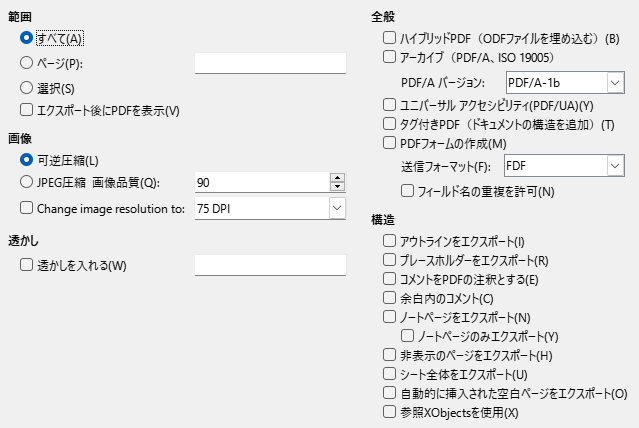 範囲
すべて(A)
ページ(P):
選択(S)
エクスポート後にPDFを表示(V)
画像
可逆圧縮(L)
JPEG圧縮 画像品質(Q):
90
Change image resolution to:
75 DPI
透かし
透かしを入れる(W)
全般
ハイブリッドPDF（ODFファイルを埋め込む）(B)
アーカイブ（PDF/A、ISO 19005）
PDF/A バージョン:
PDF/A-1b
ユニバーサル アクセシビリティ(PDF/UA)(Y)
タグ付きPDF（ドキュメントの構造を追加）(T)
PDFフォームの作成(M)
送信フォーマット(F):
FDF
フィールド名の重複を許可(N)
構造
アウトラインをエクスポート(I)
プレースホルダーをエクスポート(R)
コメントをPDFの注釈とする(E)
余白内のコメント(C)
ノートページをエクスポート(N)
ノートページのみエクスポート(Y)
非表示のページをエクスポート(H)
シート全体をエクスポート(U)
自動的に挿入された空白ページをエクスポート(O)
参照XObjectsを使用(X)